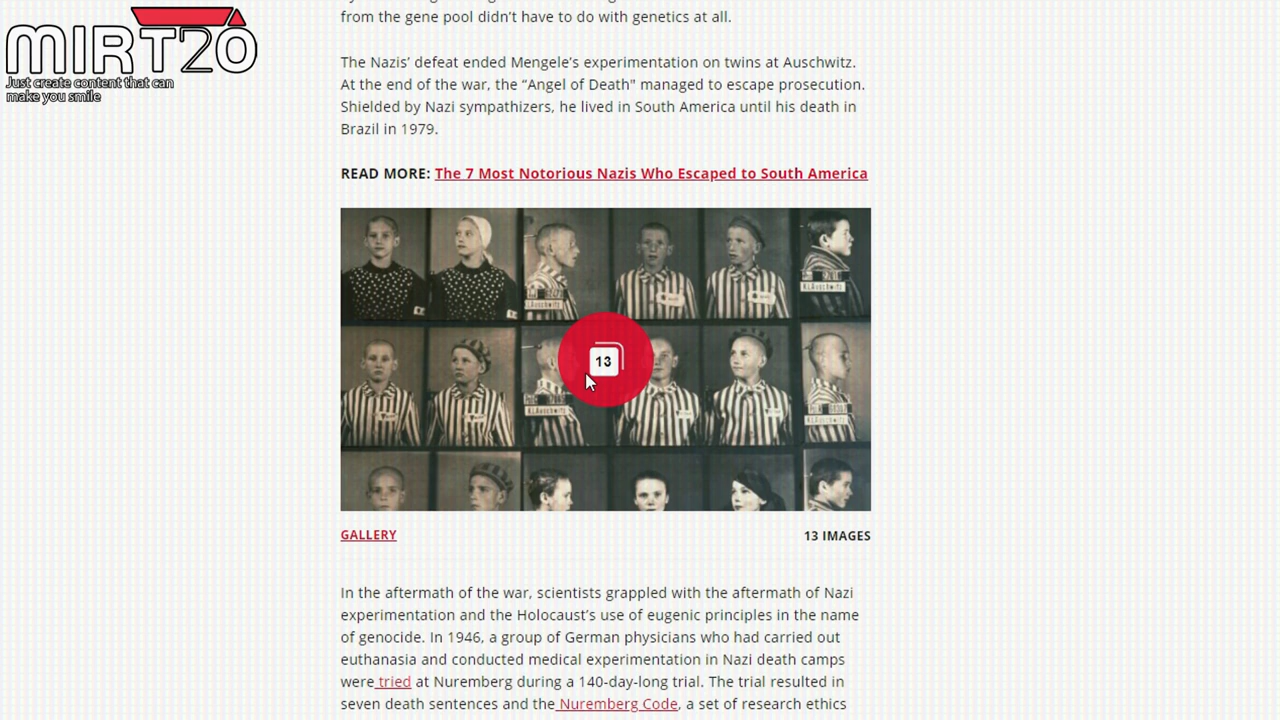 MIRT20
Just create content that can
make you smile
from the gene pool didn’t have to do with genetics at all.
The Nazis’ defeat ended Mengele's experimentation on twins at Auschwitz.
At the end of the war, the “Angel of Death" managed to escape prosecution.
Shielded by Nazi sympathizers, he lived in South America until his death in
Brazil in 1979.
READ MORE: The 7 Most Notorious Nazis Who Escaped to South America
13
GALLERY
13 IMAGES
In the aftermath of the war, scientists grappled with the aftermath of Nazi
experimentation and the Holocaust’s use of eugenic principles in the name
of genocide. In 1946, a group of German physicians who had carried out
euthanasia and conducted medical experimentation in Nazi death camps
were tried at Nuremberg during a 140-day-long trial. The trial resulted in
seven death sentences and the Nuremberg Code, a set of research ethics